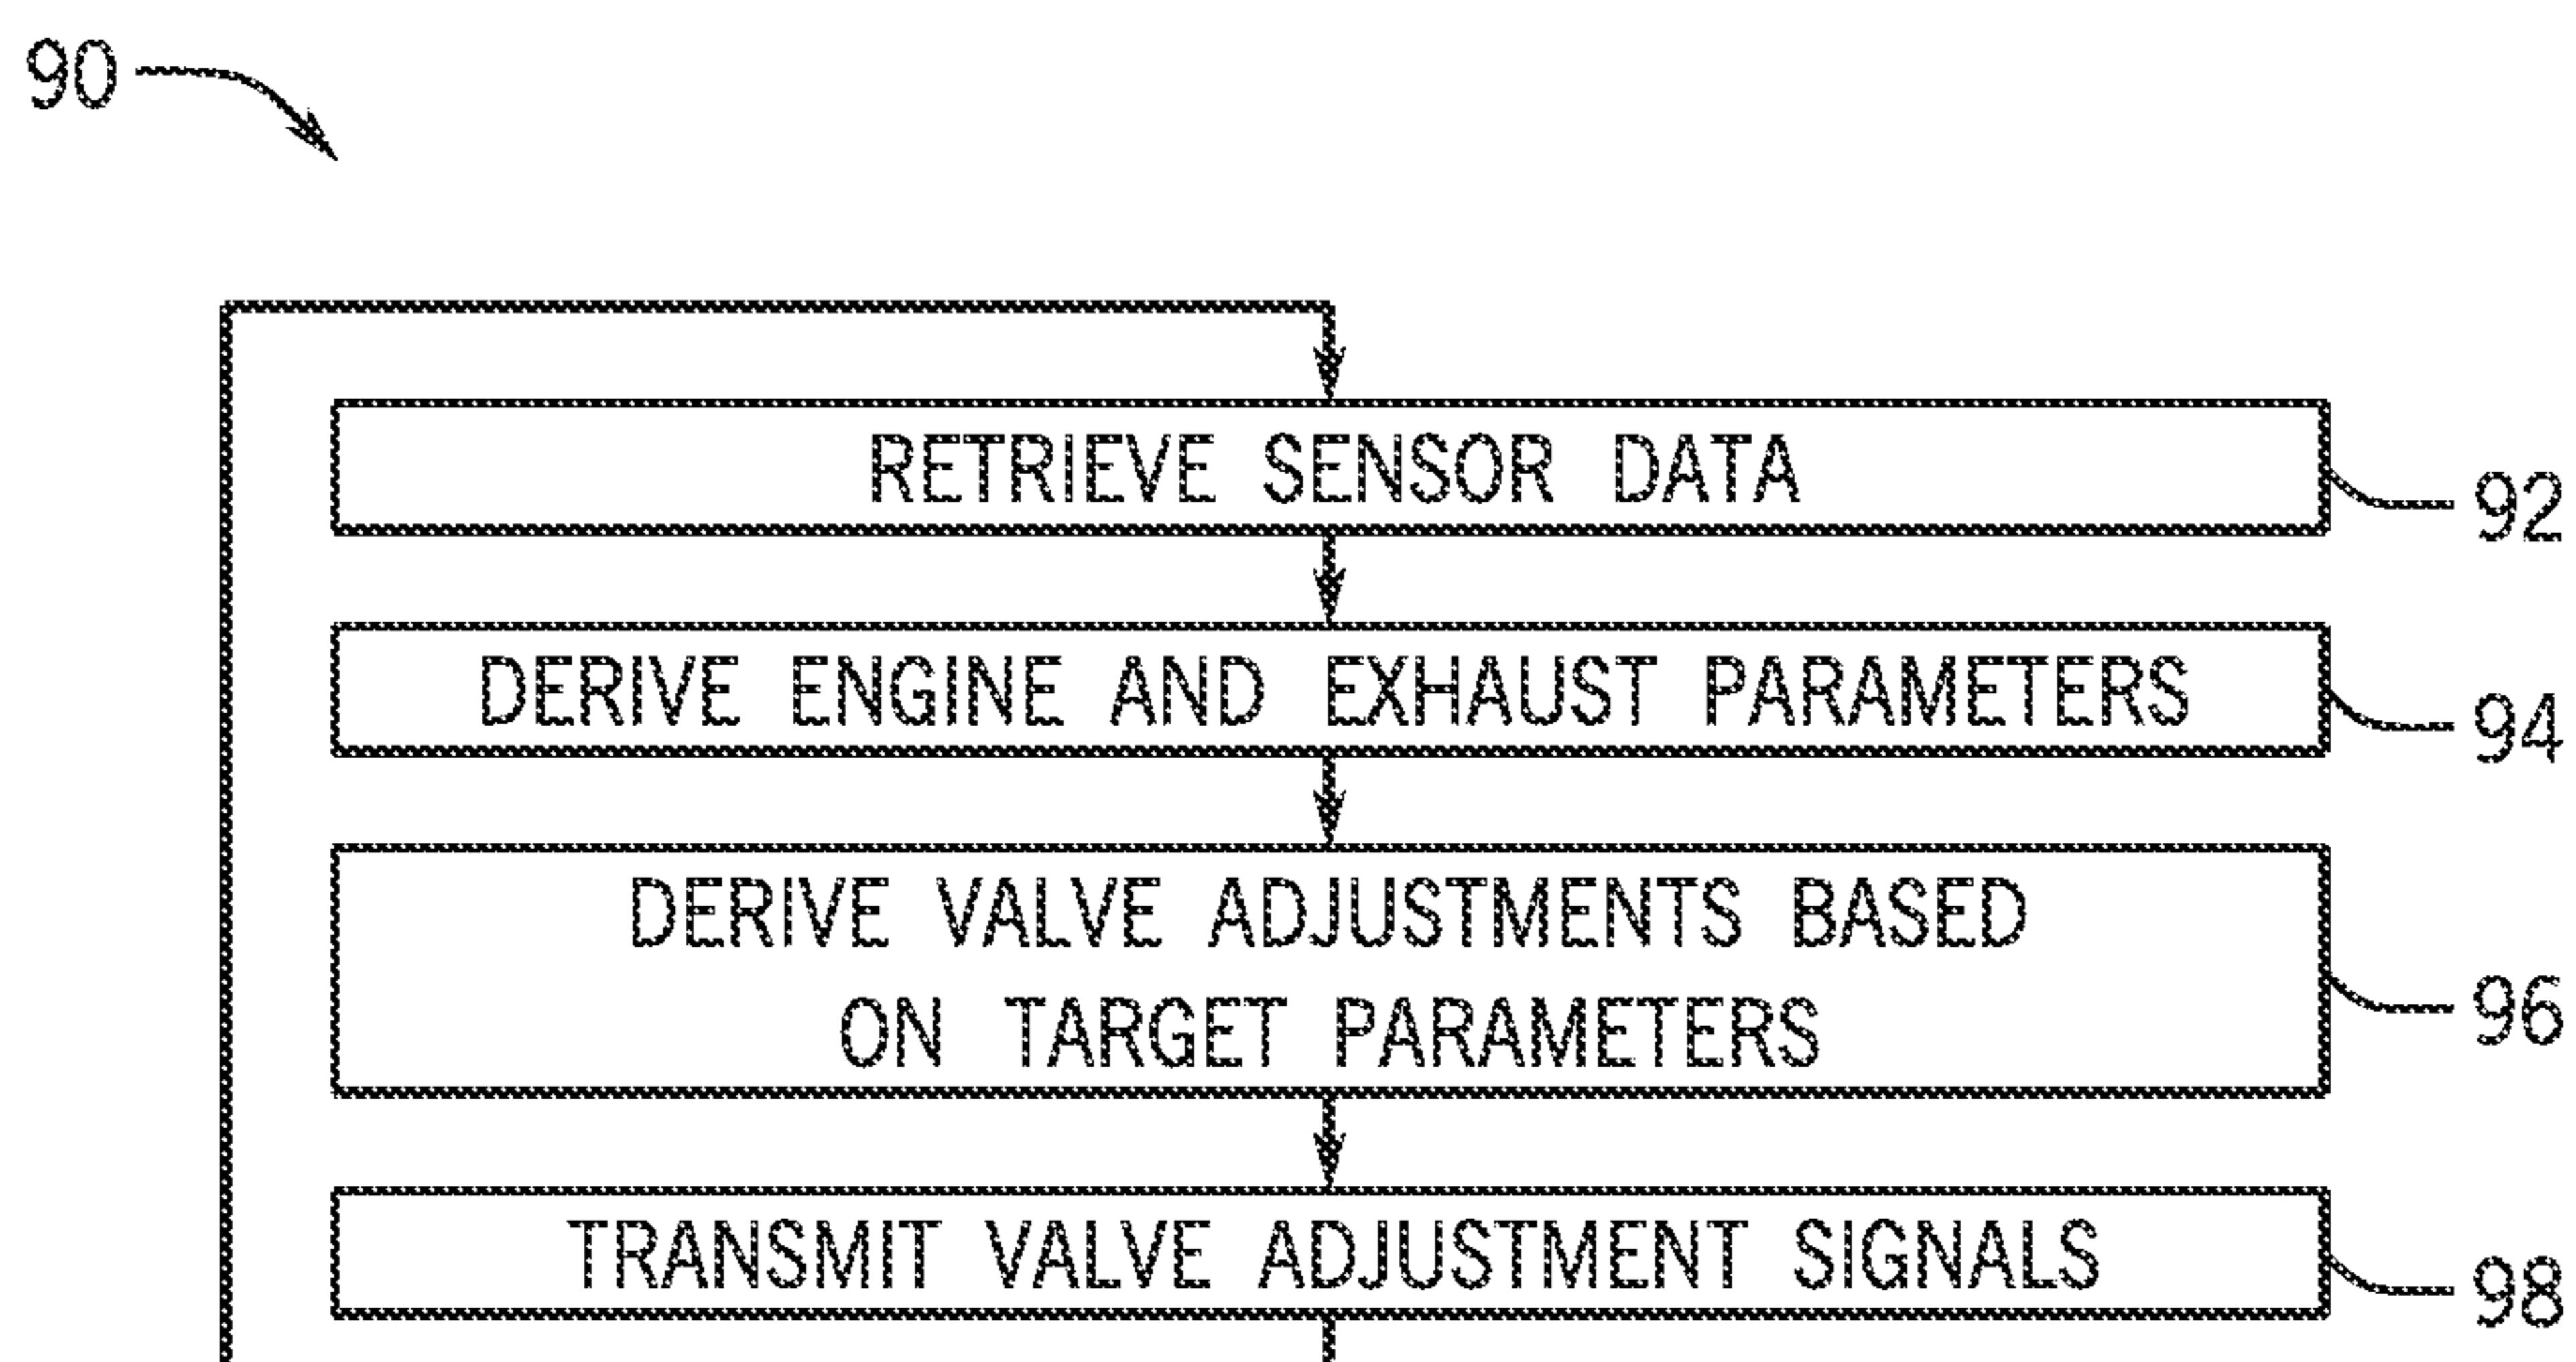 90
RETRIEVE SENSOR DATA
92
DERIVE ENGINE AND EXHAUST PARAMETERS
94
DERIVE VALVE ADJUSTMENTS BASED
ON TARGET PARAMETERS
96
TRANSMIT VALVE ADJUSTMENT SIGNALS
98